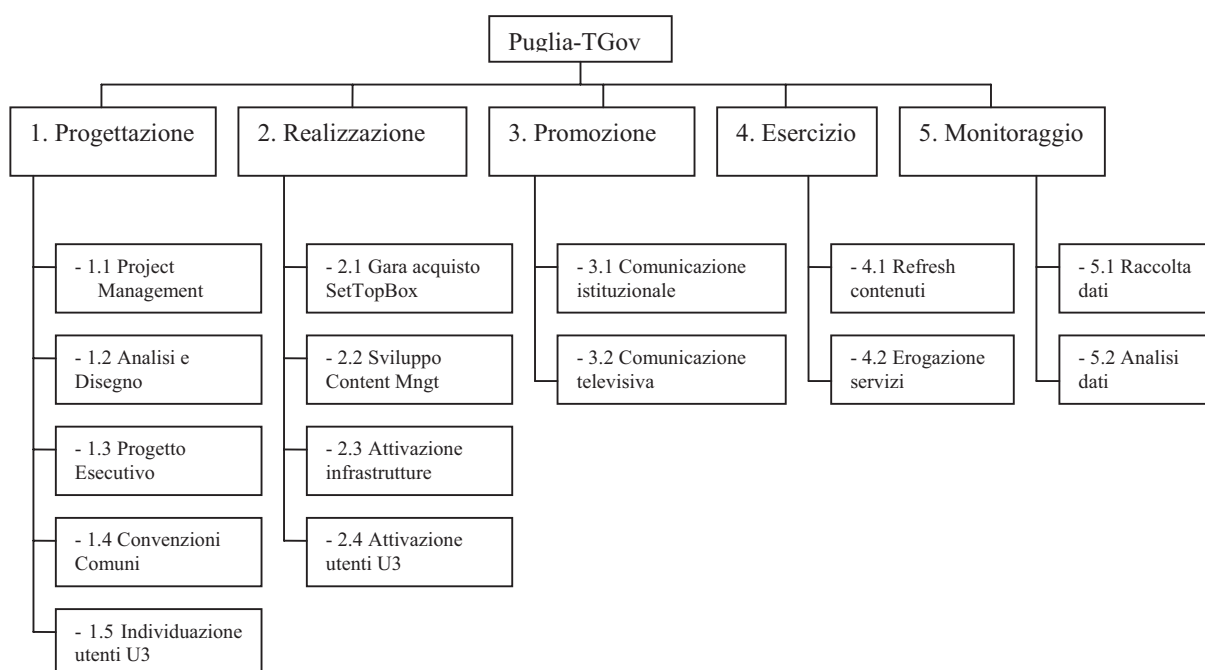 Puglia-TGov
1. Progettazione
2. Realizzazione
3. Promozione
4. Esercizio
5. Monitoraggio
- 1.1 Project
Management
- 1.2 Analisi e
Disegno
- 1.3 Progetto
Esecutivo
- 1.4 Convenzioni
Comuni
- 1.5 Individuazione
utenti U3
- 2.1 Gara acquisto
SetTopBox
- 2.2 Sviluppo
Content Mngt
- 2.3 Attivazione
infrastrutture
- 2.4 Attivazione
utenti U3
- 3.1 Comunicazione
istituzionale
- 3.2 Comunicazione
televisiva
- 4.1 Refresh
contenuti
- 4.2 Erogazione
servizi
- 5.1 Raccolta
dati
- 5.2 Analisi
dati